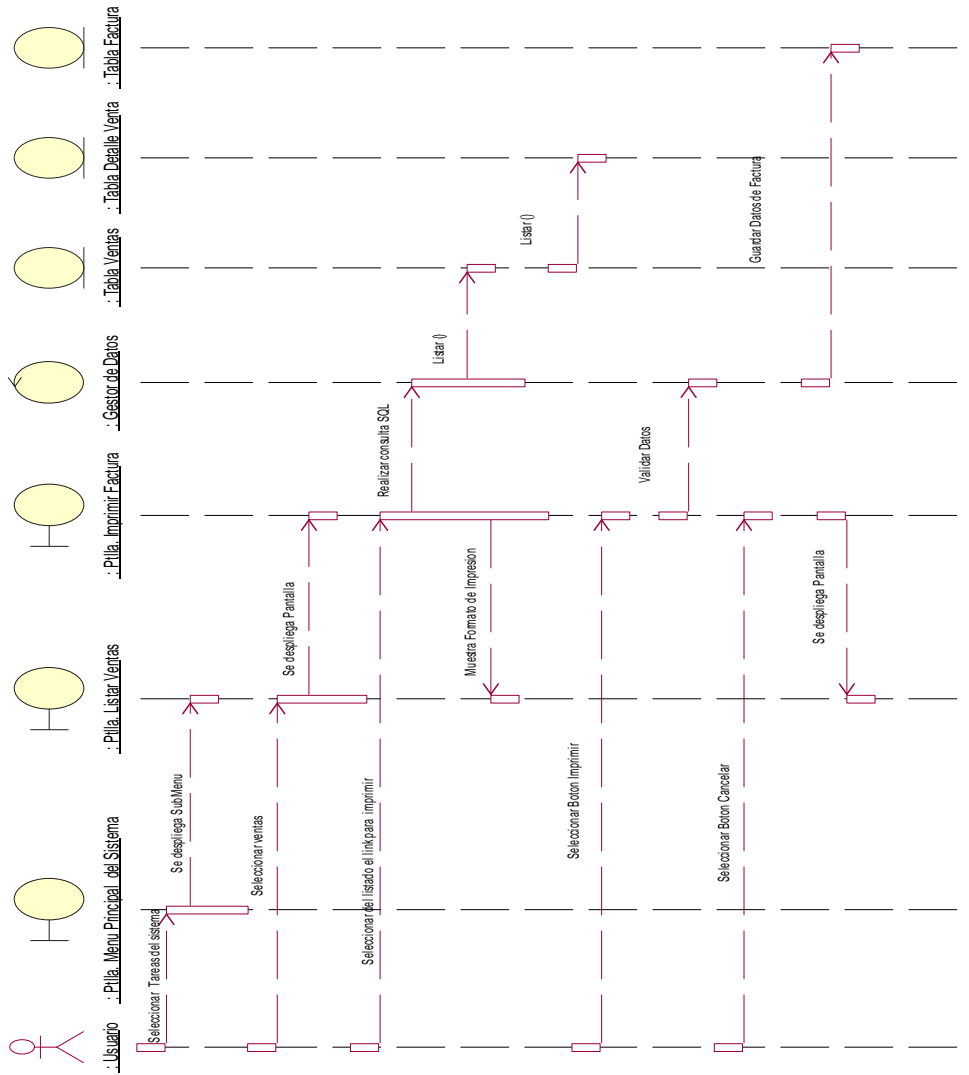 : Usuario
: Ptlla. Menu Principal del Sistema
: Ptlla. Listar Ventas
: Ptlla. Imprimir Factura
: Gestor de Datos
: Tabla Ventas
: Tabla Detalle Venta
: Tabla Factura
Seleccionar Tareas del sistema
Se despliega SubMenu
Seleccionar ventas
Se despliega Pantalla
Seleccionar del listado el link para imprimir
Realizar consulta SQL
Listar ()
Muestra Formato de Impresion
Listar ()
Seleccionar Boton Imprimir
Validar Datos
Seleccionar Boton Cancelar
Guardar Datos de Factura
Se despliega Pantalla